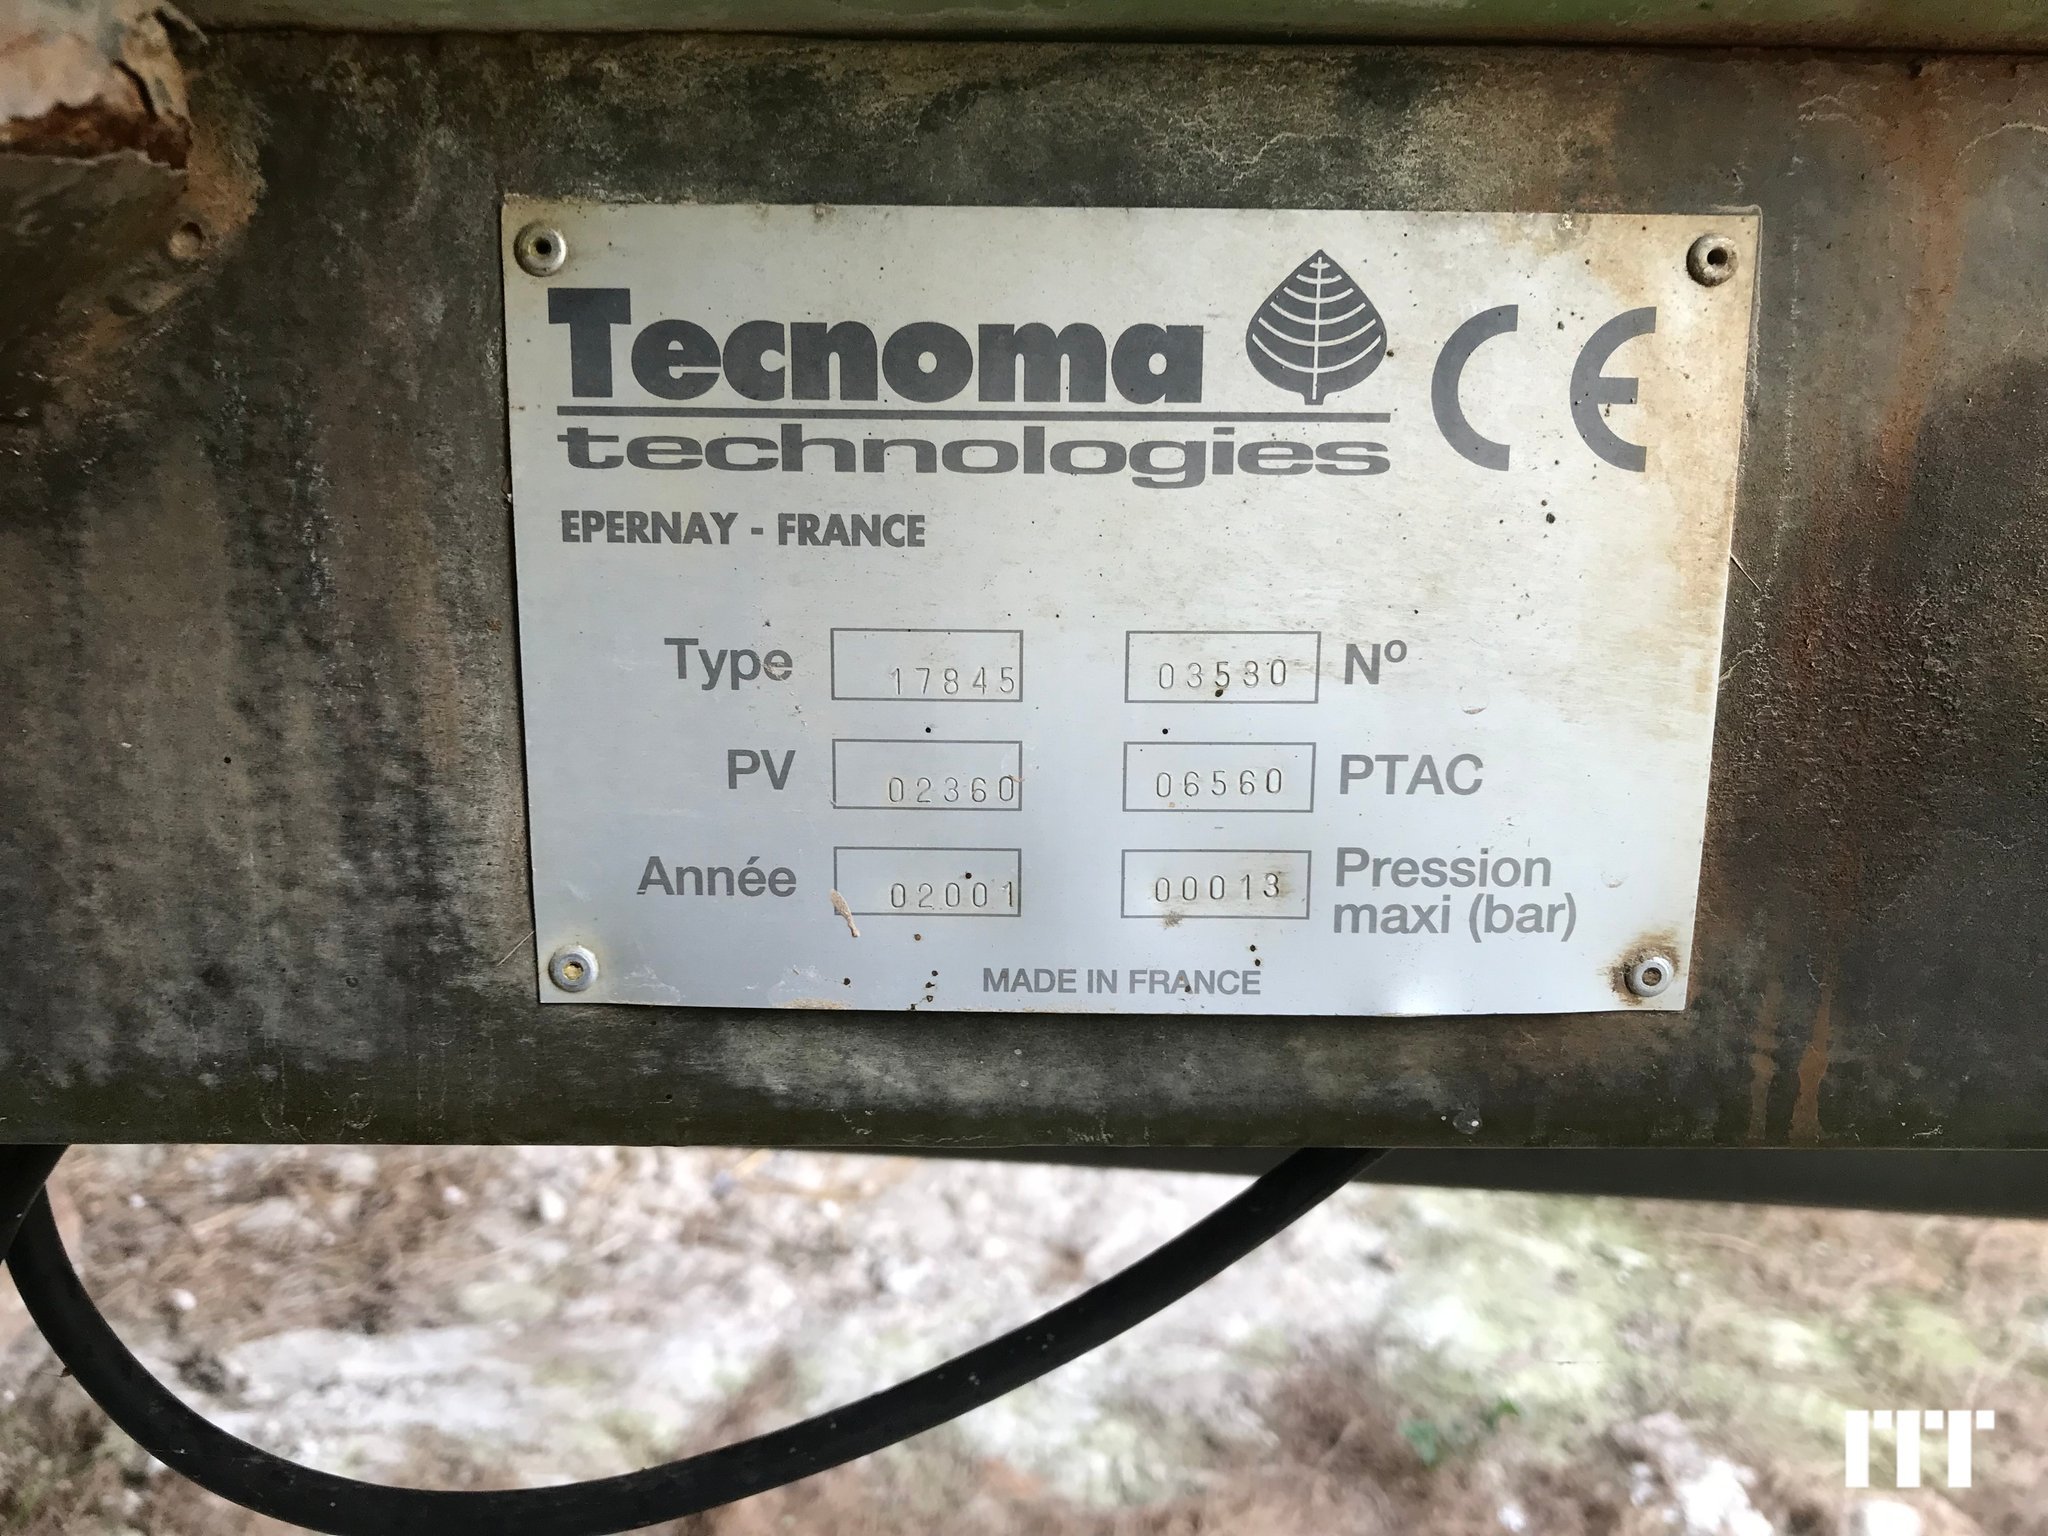 Tecnoma CE
technologies
EPERNAY - FRANCE
Type 17845 03530 Nº
PV 02360 06560 PTAC
Année 02001 00013 Pression
maxi (bar)
MADE IN FRANCE